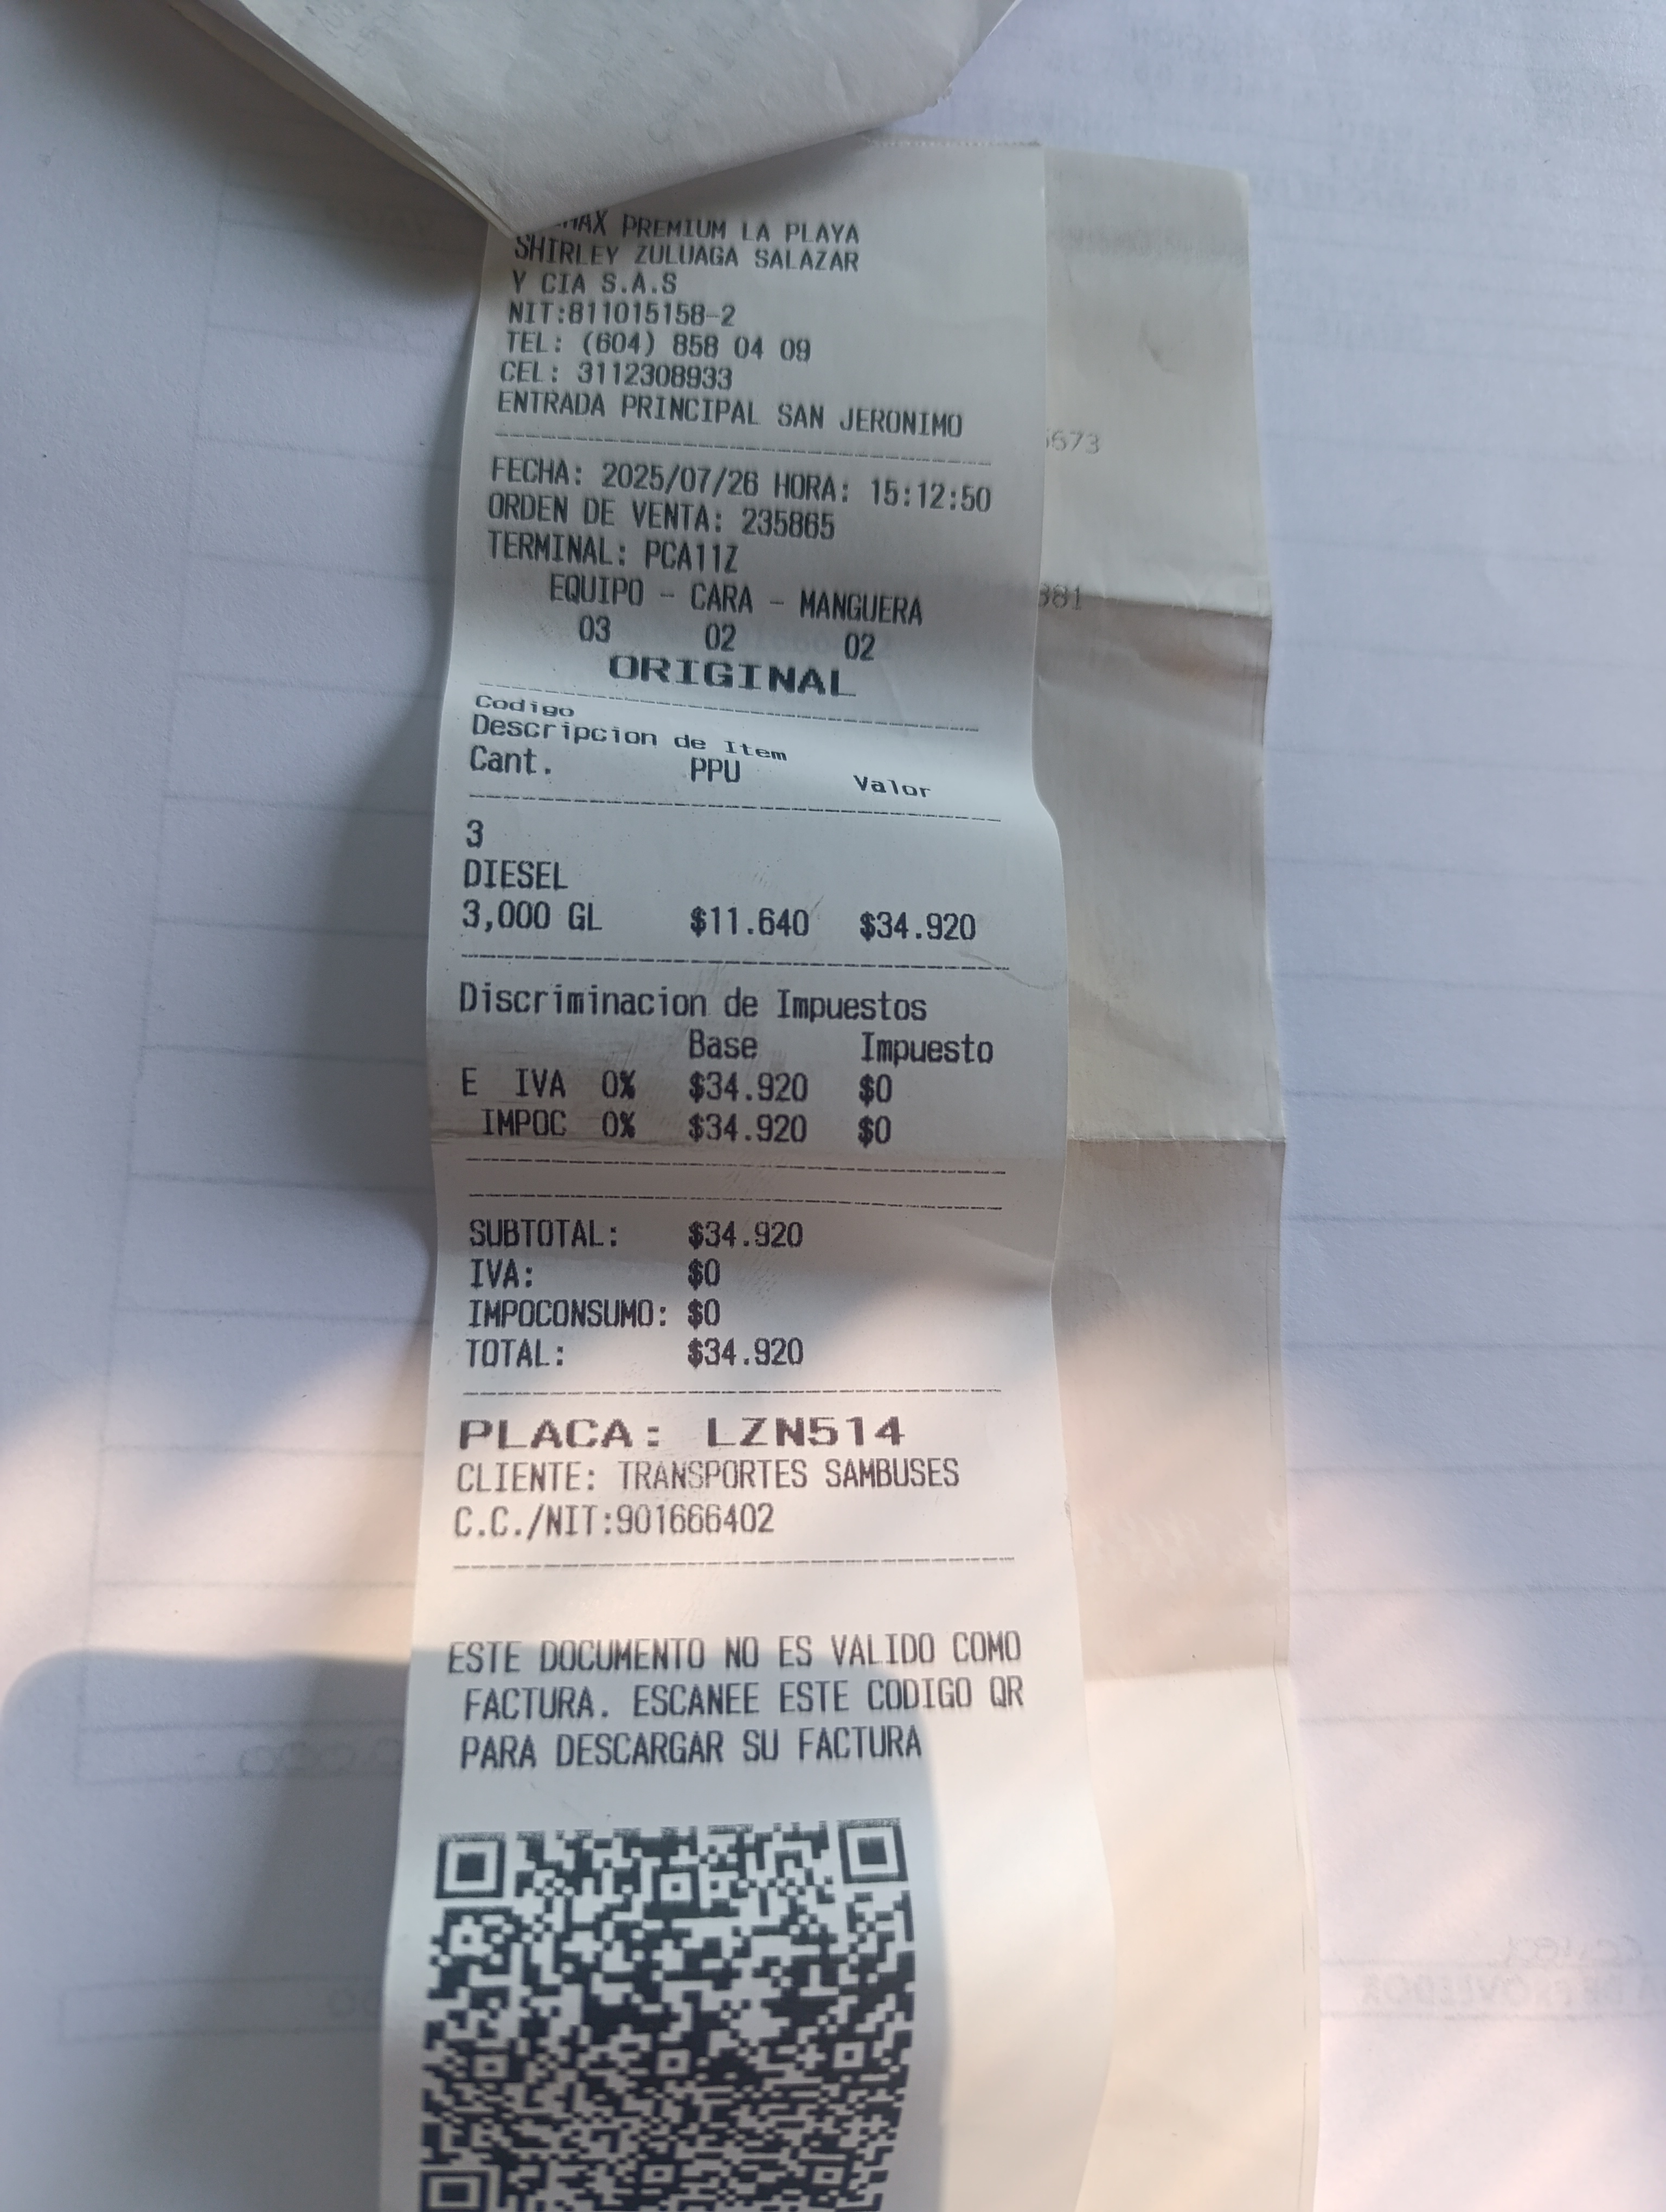 PREMIUM LA PLAYA
SHIRLEY ZULUAGA SALAZAR
Y CIA S.A.S
NIT:811015158-2
TEL: (604) 858 04 09
CEL: 3112308933
ENTRADA PRINCIPAL SAN JERONIMO
FECHA: 2025/07/26 HORA: 15:12:50
ORDEN DE VENTA: 235865
TERMINAL: PCA11Z
EQUIPO - CARA - MANGUERA
03 02 02
ORIGINAL
Codigo
Descripcion de Item
Cant. PPU Valor
3
DIESEL
3,000 GL $11.640 $34.920
Discriminacion de Impuestos
Base Impuesto
E IVA 0% $34.920 $0
IMPOC 0% $34.920 $0
SUBTOTAL: $34.920
IVA: $0
IMPOCONSUMO: $0
TOTAL: $34.920
PLACA: LZN514
CLIENTE: TRANSPORTES SAMBUSES
C.C./NIT:901666402
ESTE DOCUMENTO NO ES VALIDO COMO
FACTURA. ESCANEE ESTE CODIGO QR
PARA DESCARGAR SU FACTURA